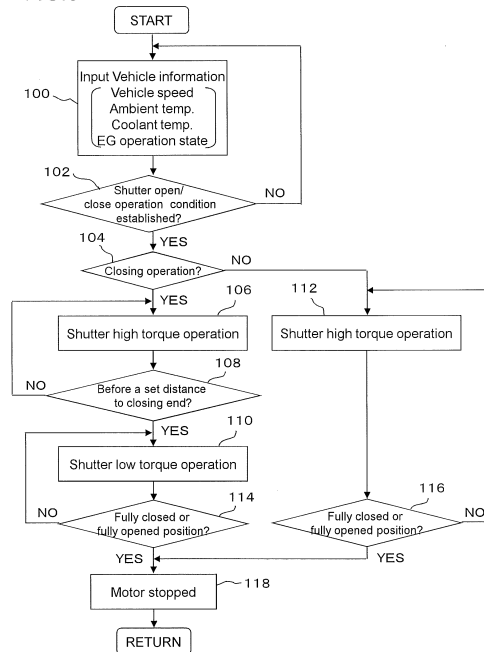 START
Input Vehicle information
Vehicle speed
Ambient temp.
Coolant temp.
EG operation state
100
102
Shutter open/
close operation condition
established?
NO
YES
104
Closing operation?
NO
YES
106
Shutter high torque operation
112
Shutter high torque operation
108
Before a set distance
to closing end?
NO
YES
110
Shutter low torque operation
114
Fully closed or
fully opened position?
NO
YES
116
Fully closed or
fully opened position?
NO
YES
Motor stopped
118
RETURN